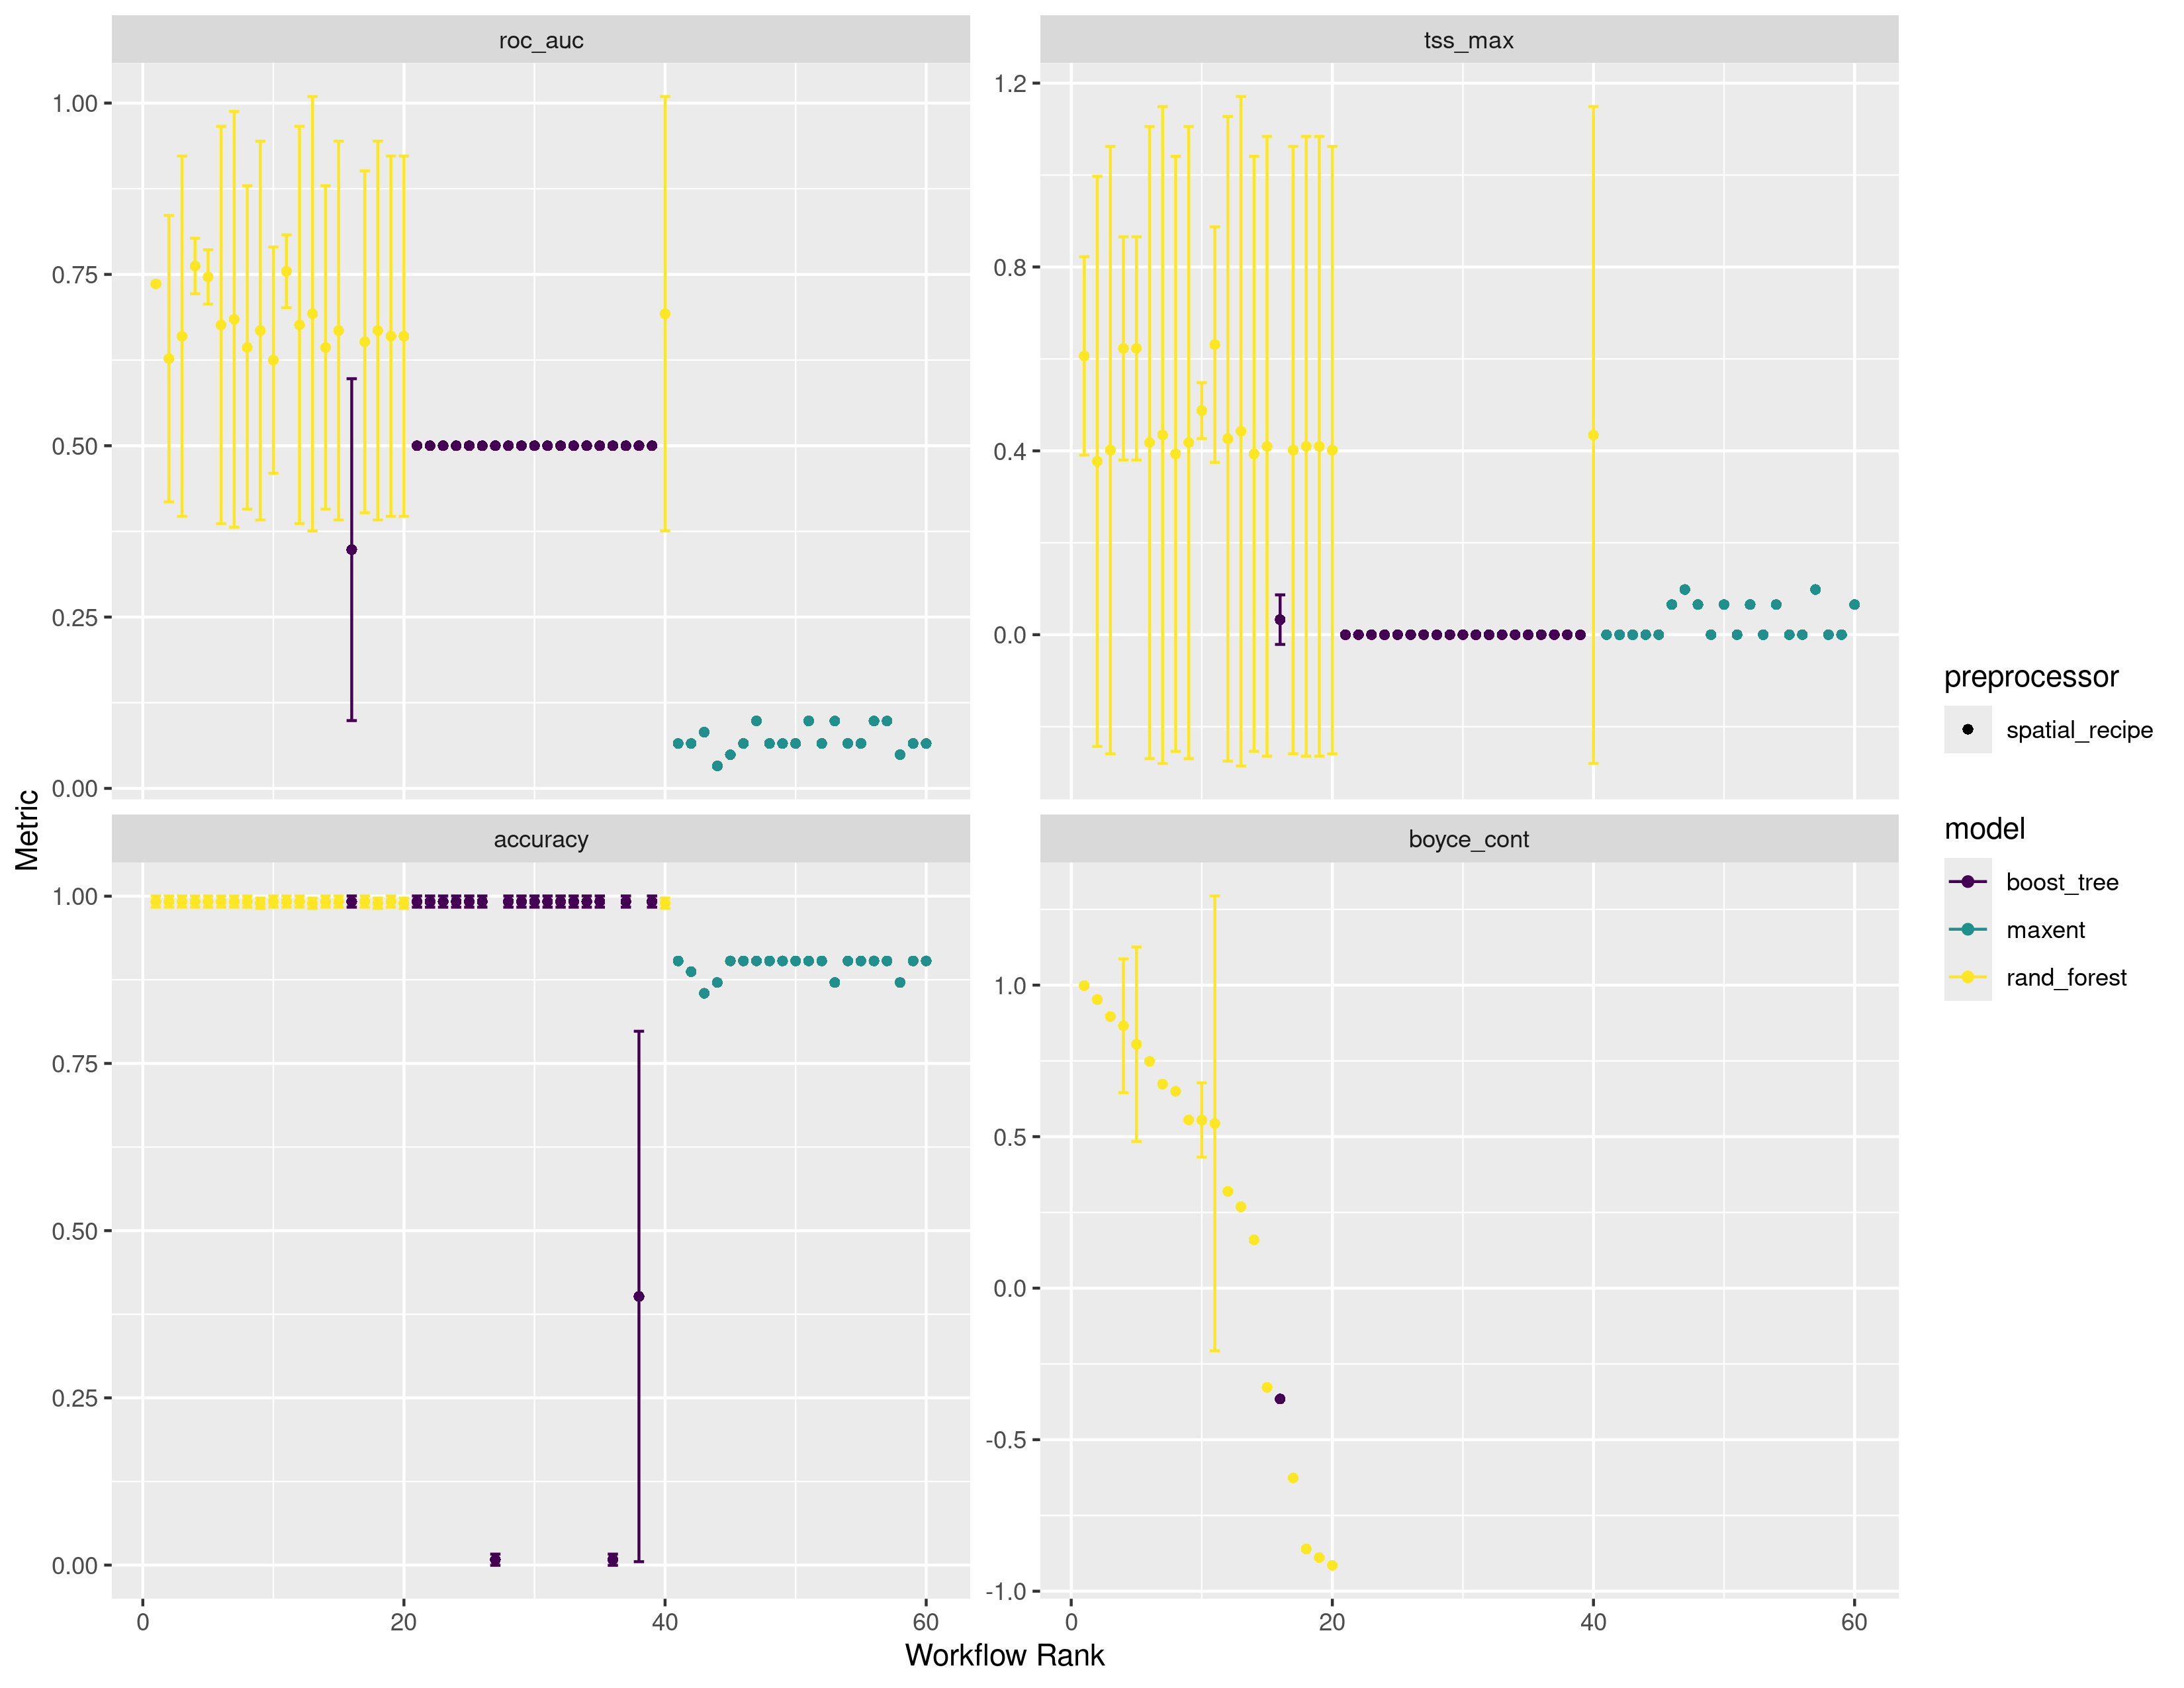 roc_auc
tss_max
1.00
0.75
0.50
0.25
0.00
1.2
0.8
0.4
0.0
accuracy
boyce_cont
1.00
0.75
0.50
0.25
0.00
1.0
0.5
0.0
-0.5
-1.0
0 20 40 60
0 20 40 60
Workflow Rank
Metric
preprocessor
spatial_recipe
model
boost_tree
maxent
rand_forest